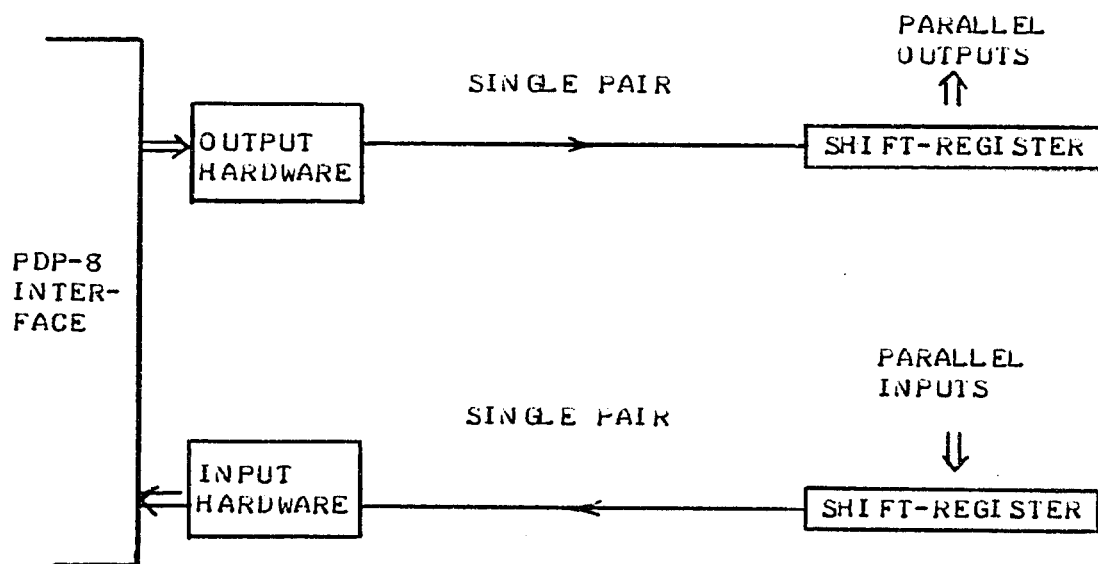 PARALLEL
OUTPUTS
SINGLE PAIR
OUTPUT
HARDWARE
SHIFT-REGISTER
PDP-8
INTER-
FACE
PARALLEL
INPUTS
SINGLE PAIR
INPUT
HARDWARE
SHIFT-REGISTER